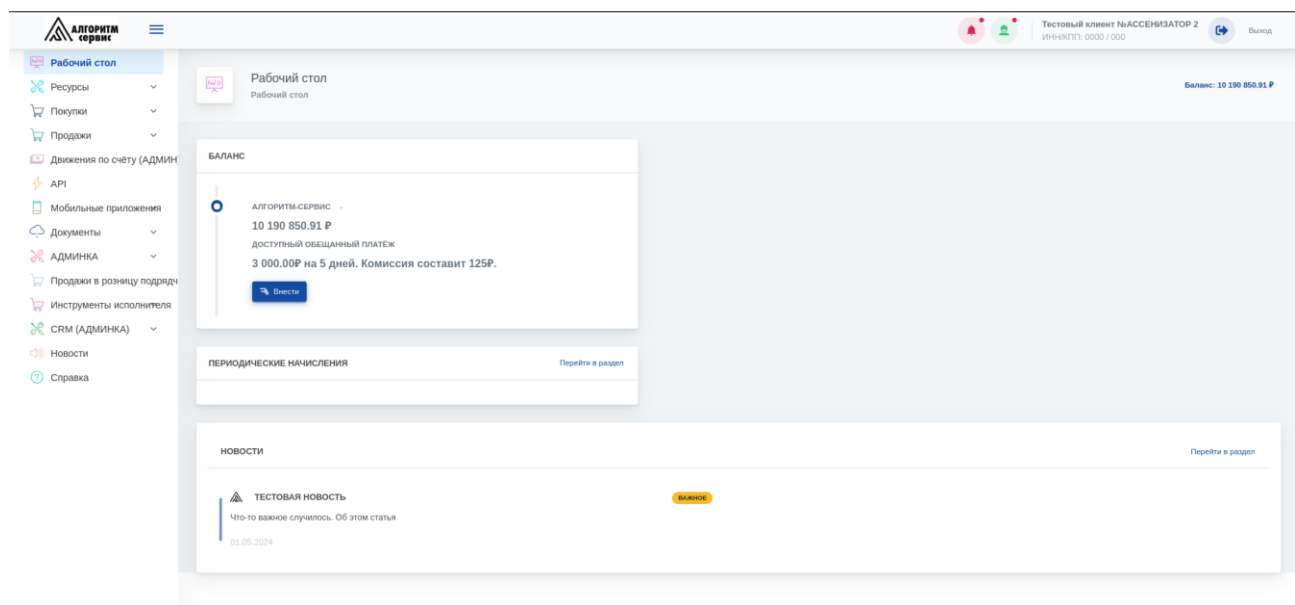 АЛГОРИТМ
сервис
Тестовый клиент №АССЕНИЗАТОР 2
ИНН/КПП: 0000 / 000
Выход
Рабочий стол
Ресурсы
Покупки
Продажи
Движения по счёту (АДМИН
API
Мобильные приложения
Документы
АДМИНКА
Продажи в розницу подрядч
Инструменты исполнителя
CRM (АДМИНКА)
Новости
Справка
Рабочий стол
Рабочий стол
Баланс: 10 190 850.91 ₽
БАЛАНС
АЛГОРИТМ-СЕРВИС -
10 190 850.91 ₽
ДОСТУПНЫЙ ОБЕЩАННЫЙ ПЛАТЁЖ
3 000.00₽ на 5 дней. Комиссия составит 125₽.
Внести
ПЕРИОДИЧЕСКИЕ НАЧИСЛЕНИЯ Перейти в раздел
НОВОСТИ Перейти в раздел
ТЕСТОВАЯ НОВОСТЬ ВАЖНОЕ
Что-то важное случилось. Об этом статья
01.05.2024